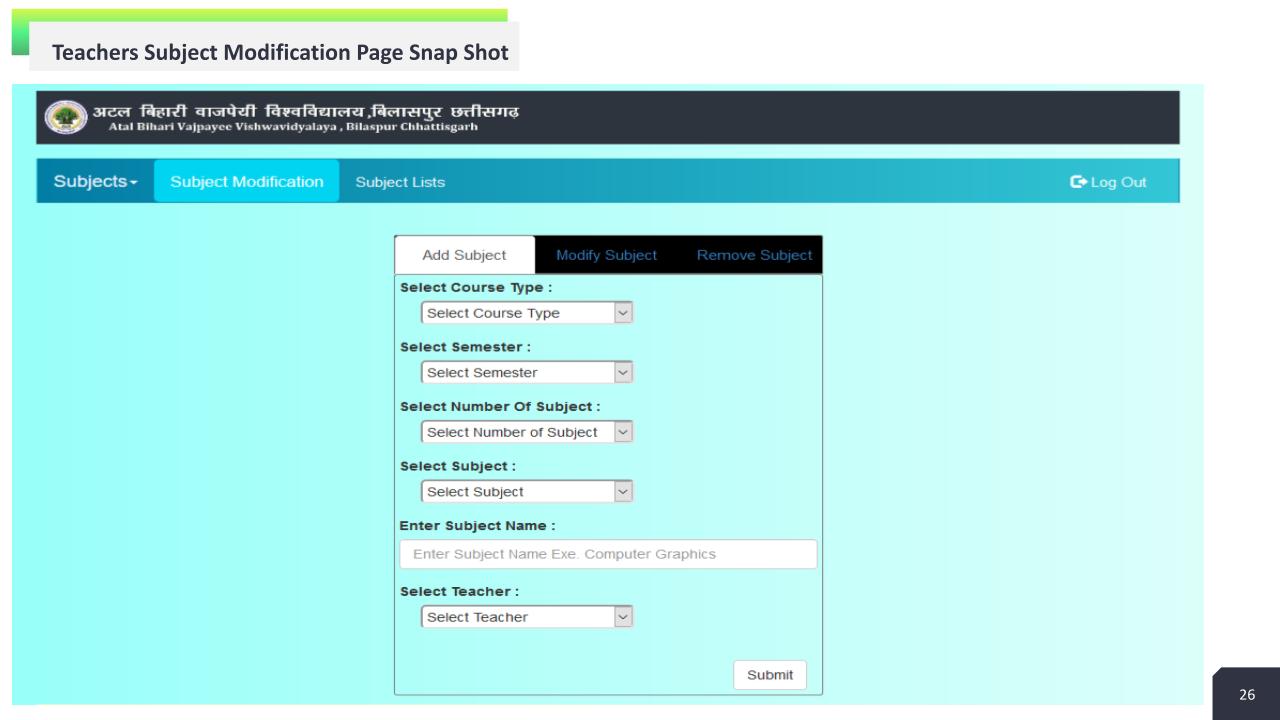 Teachers Subject Modification Page Snap Shot
अटल बिहारी वाजपेयी विश्वविद्यालय ,बिलासपुर छत्तीसगढ़
Atal Bihari Vajpayee Vishwavidyalaya , Bilaspur Chhattisgarh
Subjects Subject Modification Subject Lists Log Out
Add Subject Modify Subject Remove Subject
Select Course Type :
Select Course Type
Select Semester :
Select Semester
Select Number Of Subject :
Select Number of Subject
Select Subject :
Select Subject
Enter Subject Name :
Enter Subject Name Exe. Computer Graphics
Select Teacher :
Select Teacher
Submit
26